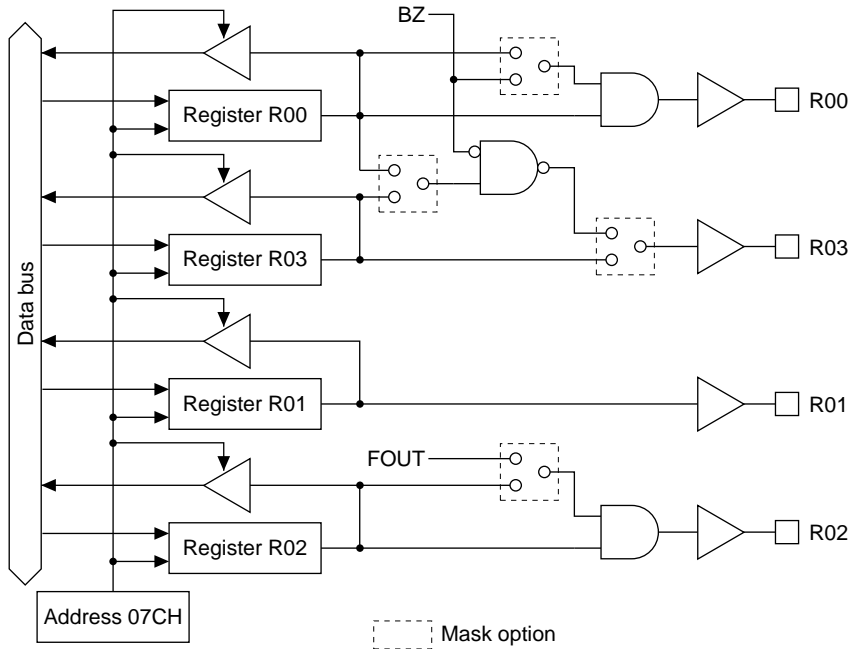 BZ
Register R00
R00
Register R03
R03
Data bus
Register R01
R01
FOUT
Register R02
R02
Address 07CH
Mask option